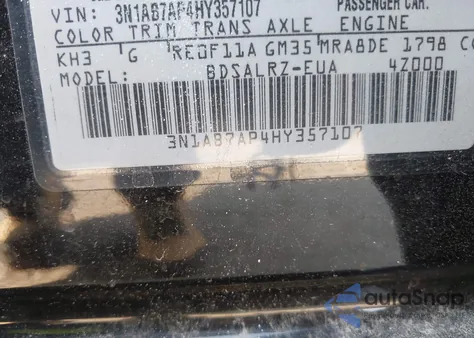 VIN: 3N1AB7AP4HY357107 PASSENGER CAR.
COLOR TRIM TRANS AXLE ENGINE
KH3 G RE0F11A GM35 MRA8DE 1798 C
MODEL: BDSALRZ-EUA 4Z000
3N1AB7AP4HY357107
autoSnap